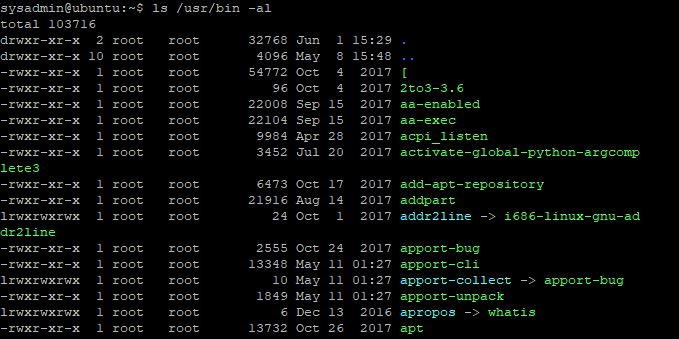 sysadmin@ubuntu:~$ ls /usr/bin -al
total 103716
drwxr-xr-x  2 root   root      32768 Jun  1 15:29 .
drwxr-xr-x 10 root   root       4096 May  8 15:48 ..
-rwxr-xr-x  1 root   root      54772 Oct  4  2017 [
-rwxr-xr-x  1 root   root         96 Oct  4  2017 2to3-3.6
-rwxr-xr-x  1 root   root      22008 Sep 15  2017 aa-enabled
-rwxr-xr-x  1 root   root      22104 Sep 15  2017 aa-exec
-rwxr-xr-x  1 root   root       9984 Apr 28  2017 acpi_listen
-rwxr-xr-x  1 root   root       3452 Jul 20  2017 activate-global-python-argcomp
lete3
-rwxr-xr-x  1 root   root       6473 Oct 17  2017 add-apt-repository
-rwxr-xr-x  1 root   root      21916 Aug 14  2017 addpart
lrwxrwxrwx  1 root   root         24 Oct  1  2017 addr2line -> i686-linux-gnu-ad
dr2line
-rwxr-xr-x  1 root   root       2555 Oct 24  2017 apport-bug
-rwxr-xr-x  1 root   root      13348 May 11 01:27 apport-cli
lrwxrwxrwx  1 root   root         10 May 11 01:27 apport-collect -> apport-bug
-rwxr-xr-x  1 root   root       1849 May 11 01:27 apport-unpack
lrwxrwxrwx  1 root   root          6 Dec 13  2016 apropos -> whatis
-rwxr-xr-x  1 root   root      13732 Oct 26  2017 apt